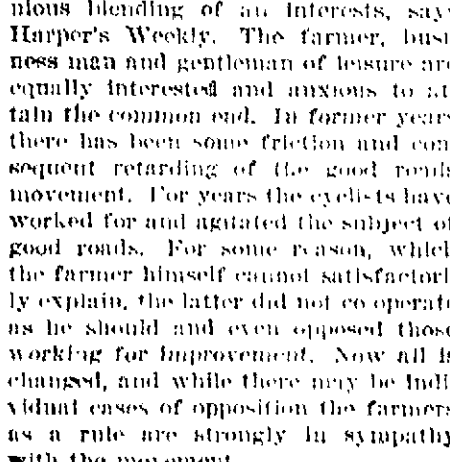 nious blending of all interests, says
Harper's Weekly. The farmer, busi
ness man and gentleman of leisure are
equally interested and anxious to at
tain the common end. In former years
there has been some friction and con
sequent retarding of the good roads
movement. For years the cyclists have
worked for and agitated the subject of
good roads. For some reason, which
the farmer himself cannot satisfactori
ly explain, the latter did not co operate
as he should and even opposed those
working for improvement. Now all is
changed, and while there may be indi
vidual cases of opposition the farmers
as a rule are strongly in sympathy
with the movement